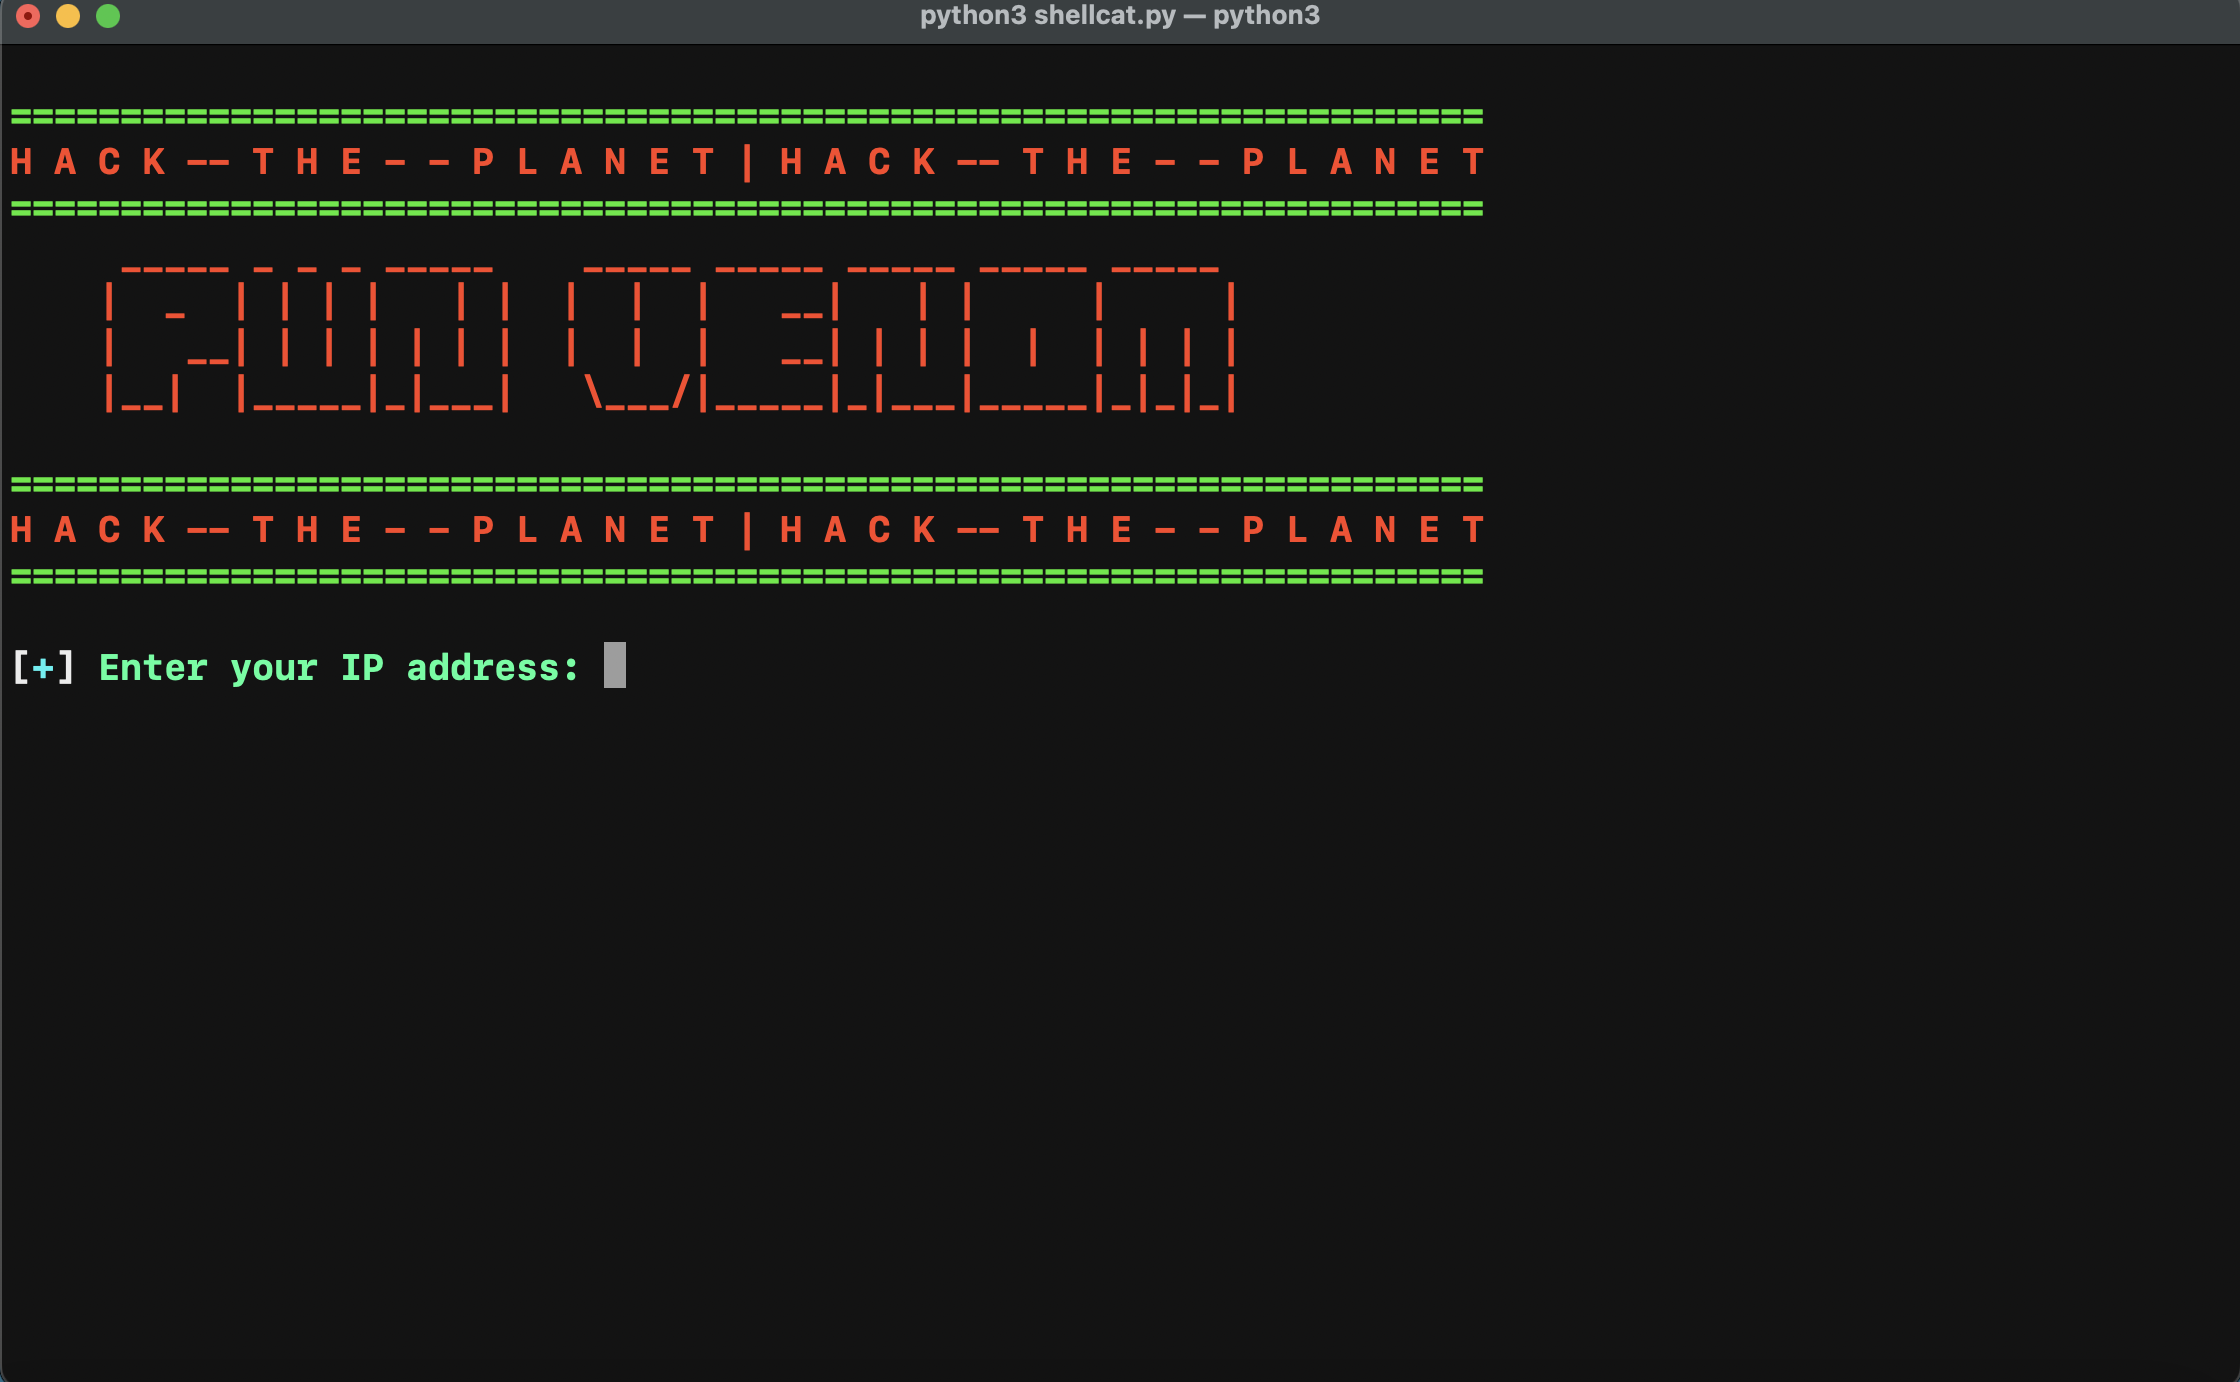 python3 shellcat.py — python3
===================================================================
H A C K -- T H E - - P L A N E T | H A C K -- T H E - - P L A N E T
===================================================================
PWN VENOM
===================================================================
H A C K -- T H E - - P L A N E T | H A C K -- T H E - - P L A N E T
===================================================================
[+] Enter your IP address: